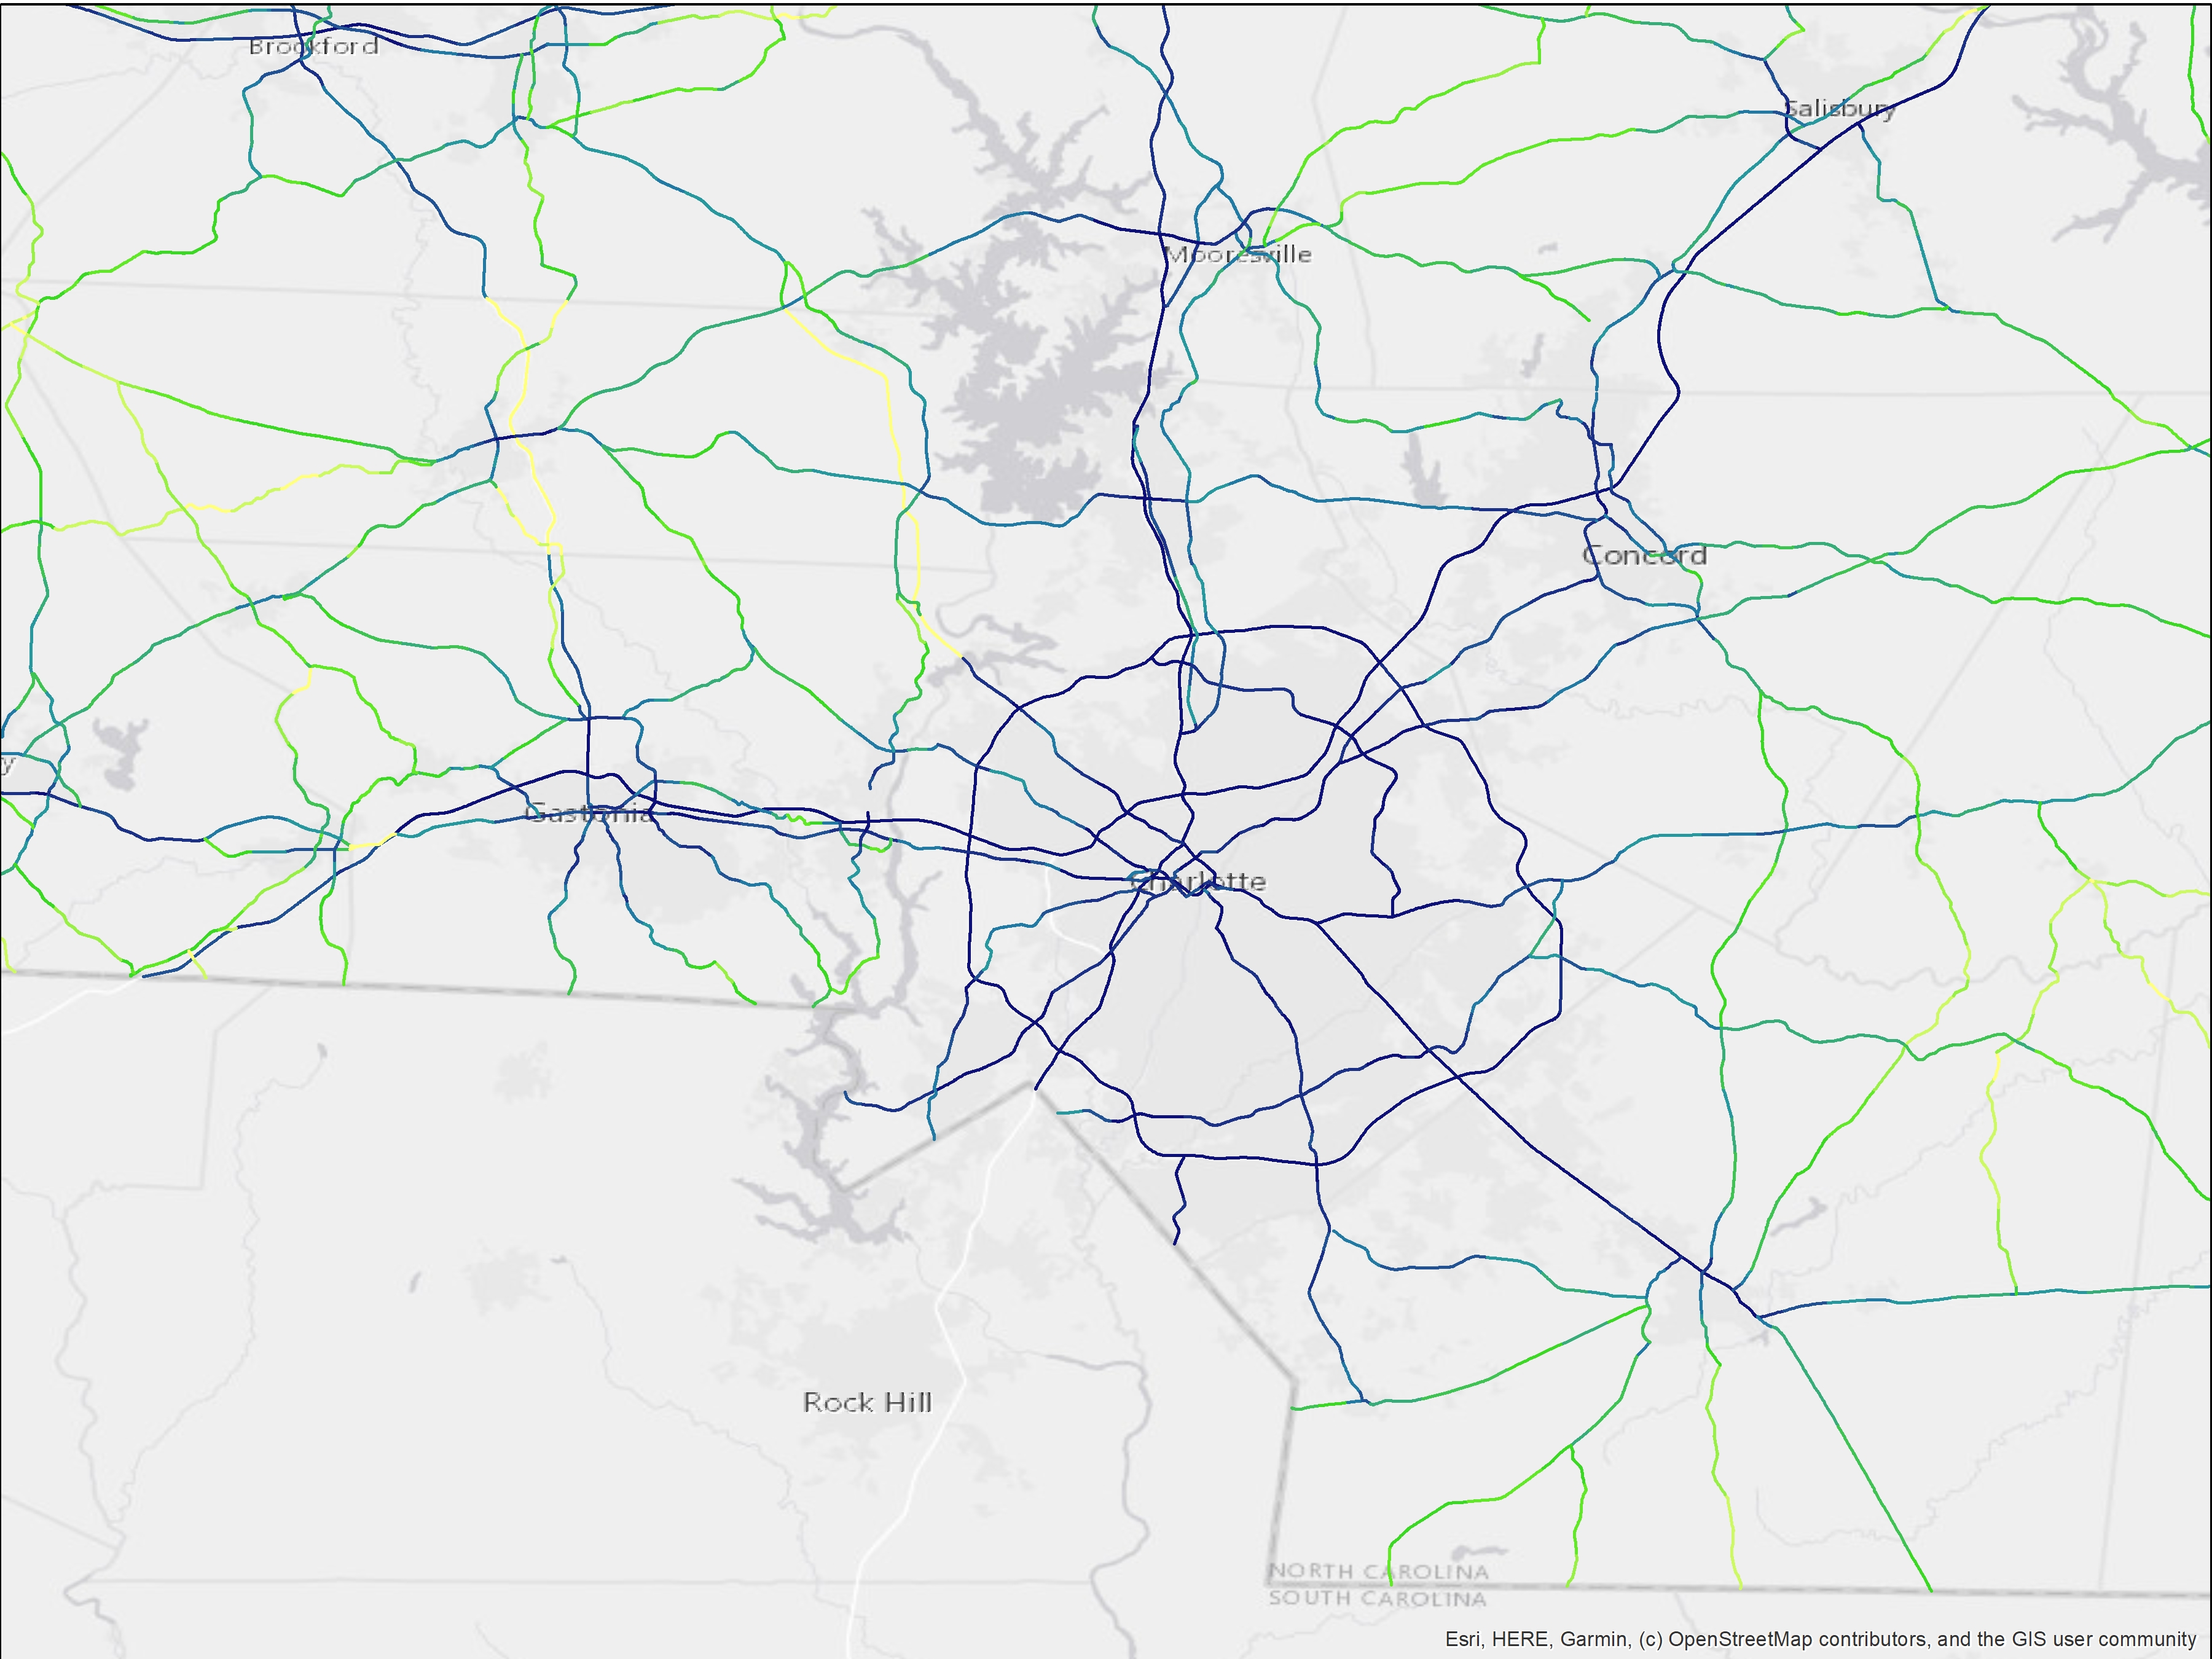 Brookford
Salisbury
Mooresville
Concord
y
Gastonia
Charlotte
Rock Hill
NORTH CAROLINA
SOUTH CAROLINA
Esri, HERE, Garmin, (c) OpenStreetMap contributors, and the GIS user community